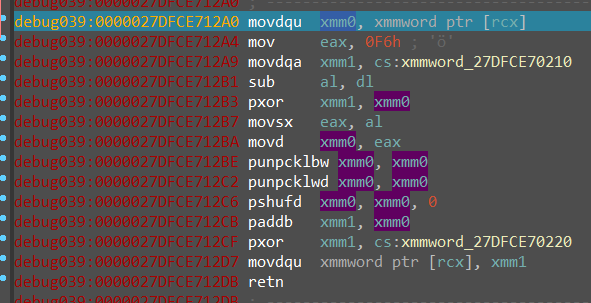 debug039:0000027DFCE712A0 ;
debug039:0000027DFCE712A0 movdqu xmm0, xmmword ptr [rcx]
debug039:0000027DFCE712A4 mov eax, 0F6h ; 'ö'
debug039:0000027DFCE712A9 movdqa xmm1, cs:xmmword_27DFCE70210
debug039:0000027DFCE712B1 sub al, dl
debug039:0000027DFCE712B3 pxor xmm1, xmm0
debug039:0000027DFCE712B7 movsx eax, al
debug039:0000027DFCE712BA movd xmm0, eax
debug039:0000027DFCE712BE punpcklbw xmm0, xmm0
debug039:0000027DFCE712C2 punpcklwd xmm0, xmm0
debug039:0000027DFCE712C6 pshufd xmm0, xmm0, 0
debug039:0000027DFCE712CB paddb xmm1, xmm0
debug039:0000027DFCE712CF pxor xmm1, cs:xmmword_27DFCE70220
debug039:0000027DFCE712D7 movdqu xmmword ptr [rcx], xmm1
debug039:0000027DFCE712DB retn
debug039:0000027DFCE712DB